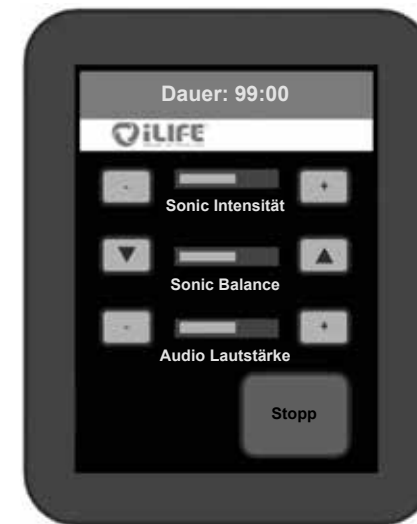 Dauer: 99:00
iLIFE
- +
Sonic Intensität
▼ ▲
Sonic Balance
- +
Audio Lautstärke
Stopp